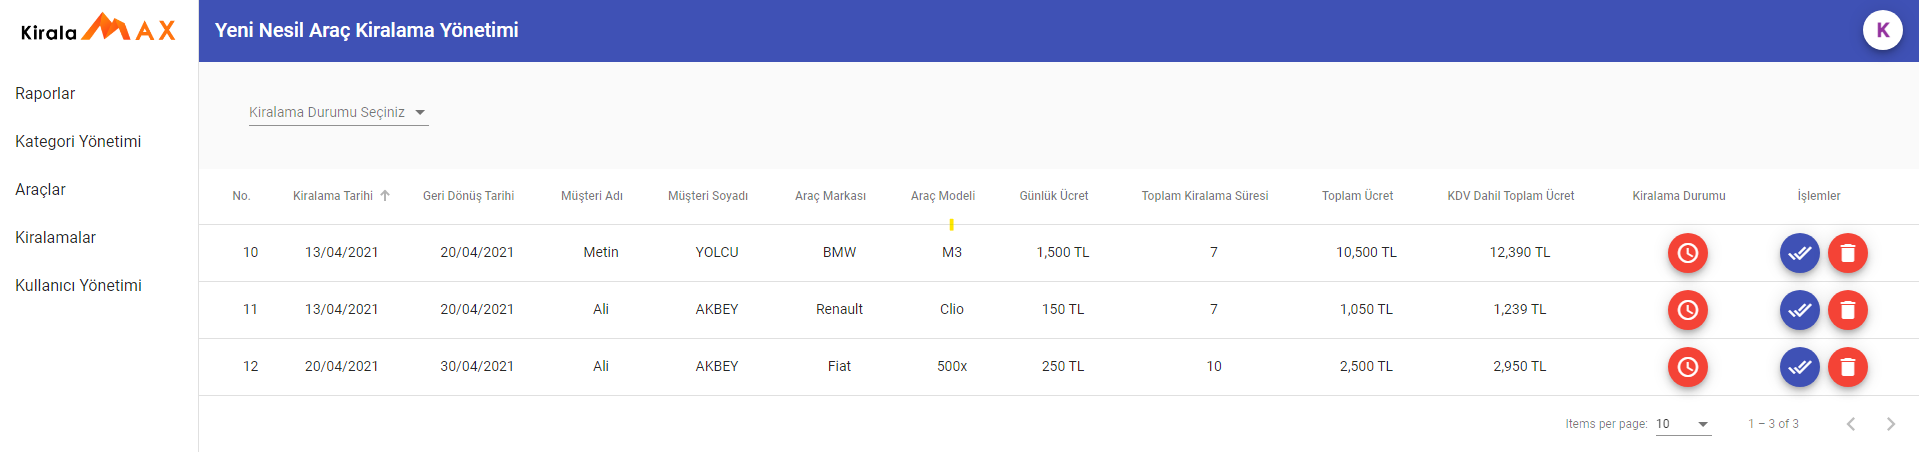 Kirala MAX
Yeni Nesil Araç Kiralama Yönetimi
K
Raporlar
Kategori Yönetimi
Araçlar
Kiralamalar
Kullanıcı Yönetimi
Kiralama Durumu Seçiniz
No. Kiralama Tarihi Geri Dönüş Tarihi Müşteri Adı Müşteri Soyadı Araç Markası Araç Modeli Günlük Ücret Toplam Kiralama Süresi Toplam Ücret KDV Dahil Toplam Ücret Kiralama Durumu İşlemler
10 13/04/2021 20/04/2021 Metin YOLCU BMW M3 1,500 TL 7 10,500 TL 12,390 TL
11 13/04/2021 20/04/2021 Ali AKBEY Renault Clio 150 TL 7 1,050 TL 1,239 TL
12 20/04/2021 30/04/2021 Ali AKBEY Fiat 500x 250 TL 10 2,500 TL 2,950 TL
Items per page: 10 1 – 3 of 3